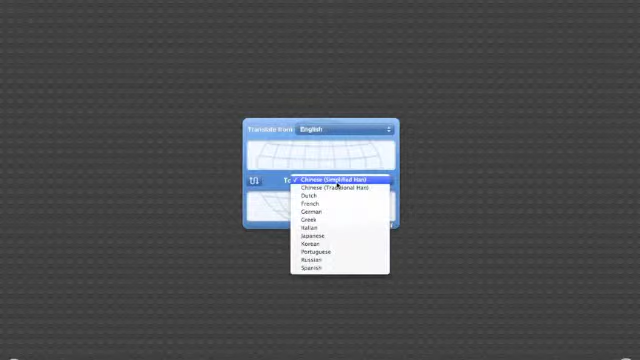 Translate from
English
To
✓ Chinese (Simplified Han)
Chinese (Traditional Han)
Dutch
French
German
Greek
Italian
Japanese
Korean
Portuguese
Russian
Spanish